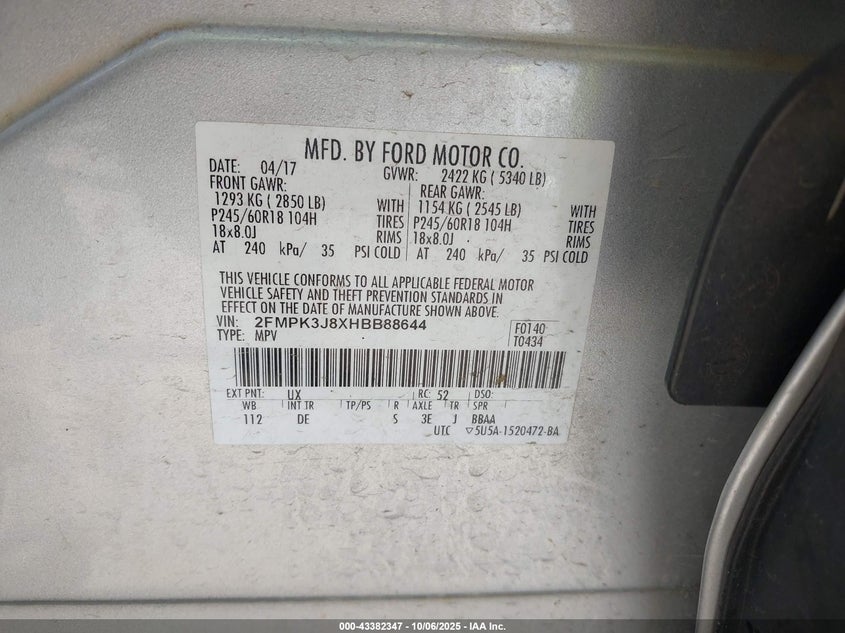 MFD. BY FORD MOTOR CO.
DATE: 04/17 GVWR: 2422 KG ( 5340 LB)
FRONT GAWR: REAR GAWR:
1293 KG ( 2850 LB) WITH 1154 KG ( 2545 LB) WITH
P245/60R18 104H TIRES P245/60R18 104H TIRES
18x8.0J RIMS 18x8.0J RIMS
AT 240 kPa/ 35 PSI COLD AT 240 kPa/ 35 PSI COLD
THIS VEHICLE CONFORMS TO ALL APPLICABLE FEDERAL MOTOR
VEHICLE SAFETY AND THEFT PREVENTION STANDARDS IN
EFFECT ON THE DATE OF MANUFACTURE SHOWN ABOVE.
VIN: 2FMPK3J8XHBB88644 F0140
TYPE: MPV T0434
EXT PNT: UX RC: 52 DSO:
WB INT TR TP/PS R AXLE TR SPR
112 DE S 3E J BBAA
UTC ▽5U5A-1520472-BA
000-43382347 - 10/06/2025 - IAA Inc.